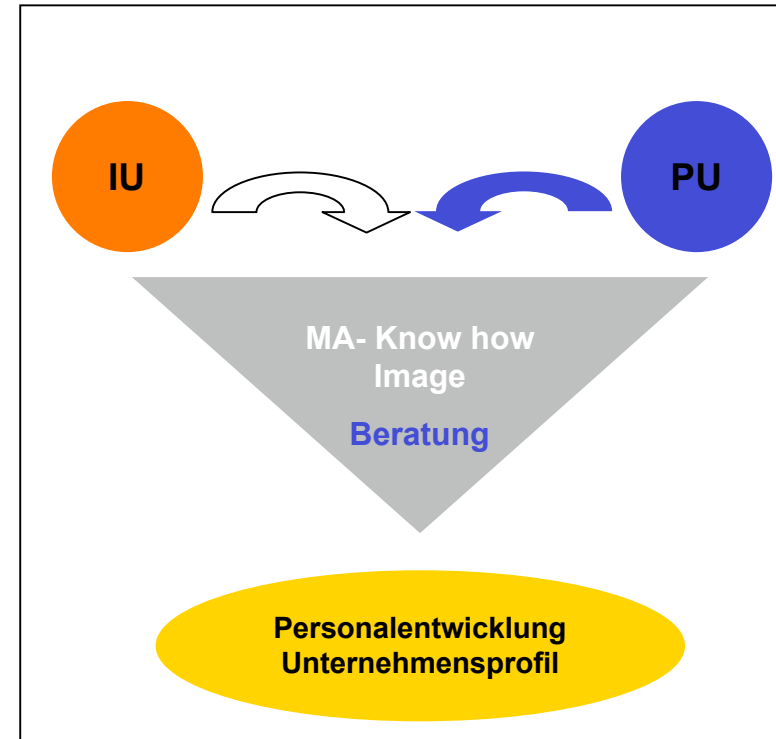 IU
PU
MA- Know how
Image
Beratung
Personalentwicklung
Unternehmensprofil